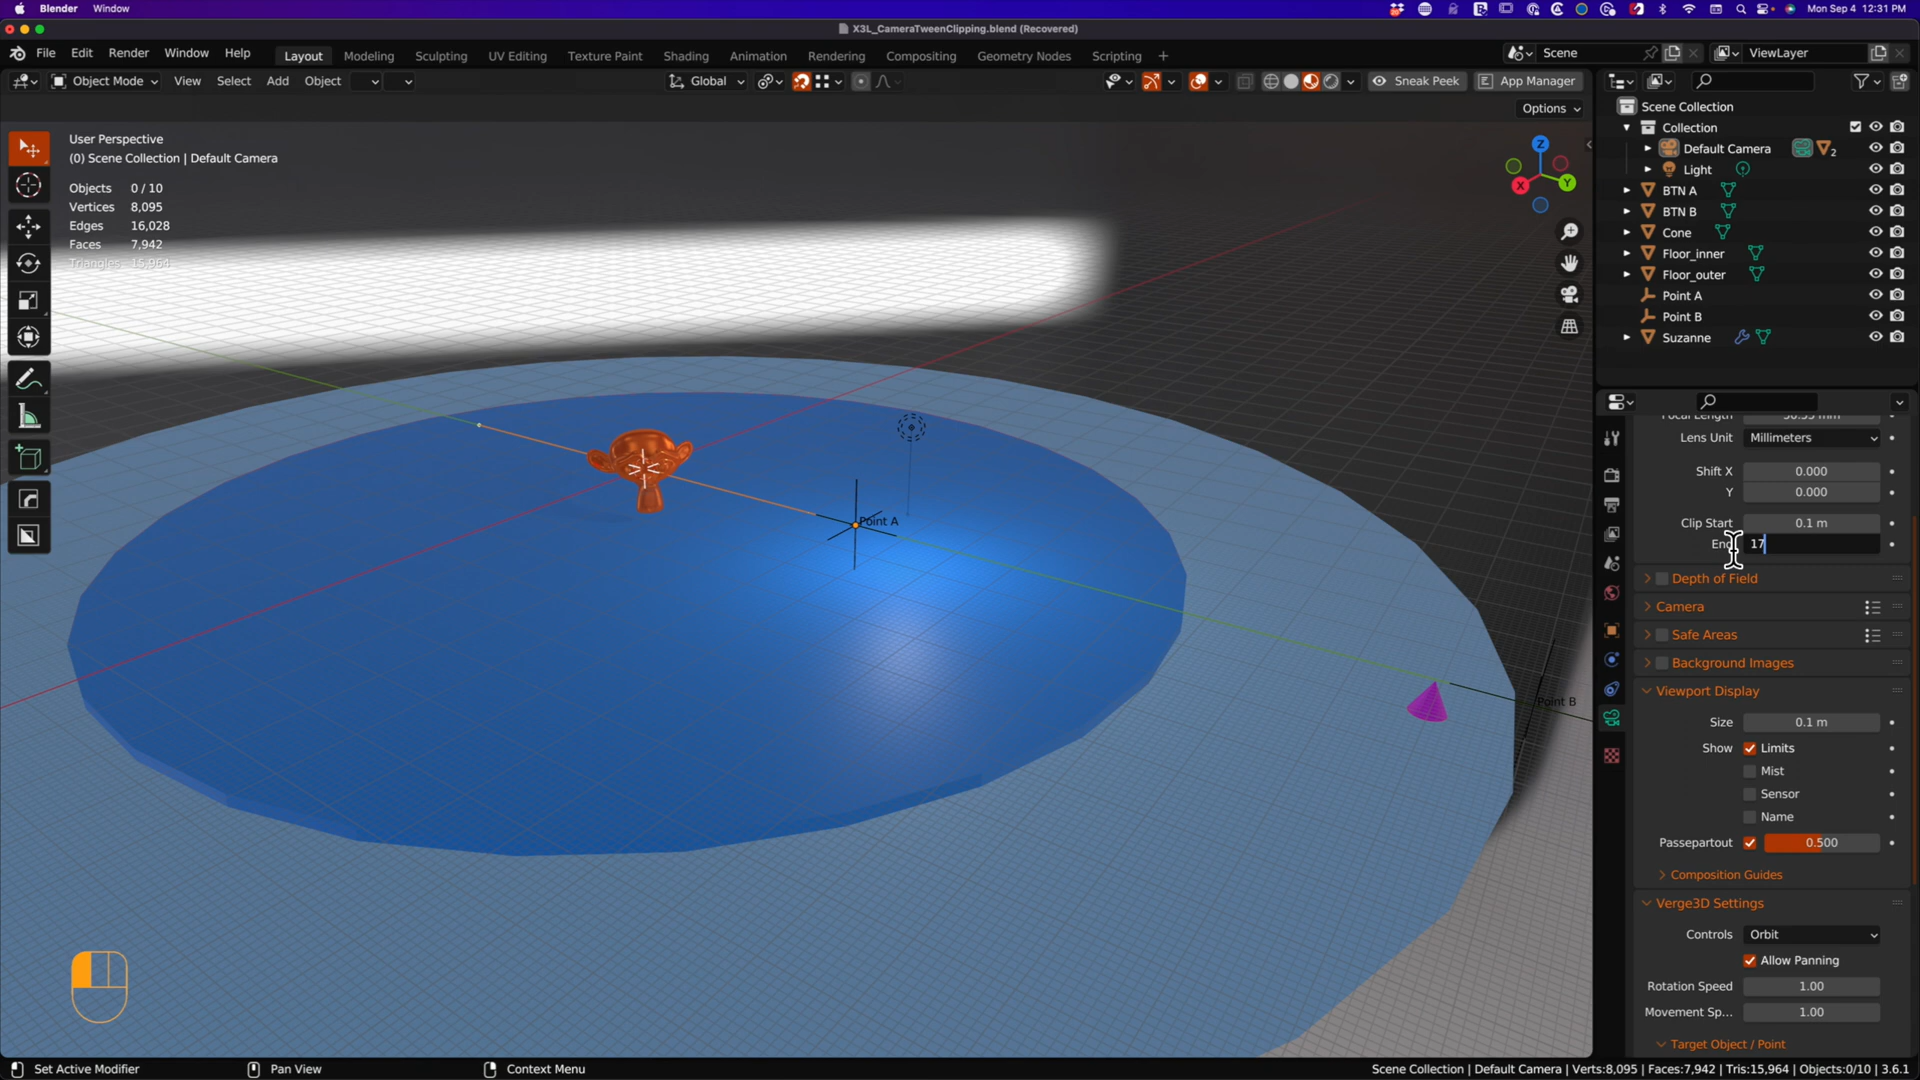 Blender Window Mon Sep 4 12:31 PM
X3L_CameraTweenClipping.blend (Recovered)
File Edit Render Window Help Layout Modeling Sculpting UV Editing Texture Paint Shading Animation Rendering Compositing Geometry Nodes Scripting + Scene ViewLayer
Object Mode View Select Add Object Global Sneak Peek App Manager
Options
User Perspective
(0) Scene Collection | Default Camera
Objects 0 / 10
Vertices 8,095
Edges 16,028
Faces 7,942
Triangles 15,964
Z
X
Y
Point A
Point B
Scene Collection
Collection
Default Camera 2
Light
BTN A
BTN B
Cone
Floor_inner
Floor_outer
Point A
Point B
Suzanne
Lens Unit Millimeters
Shift X 0.000
Y 0.000
Clip Start 0.1 m
End 17
Depth of Field
Camera
Safe Areas
Background Images
Viewport Display
Size 0.1 m
Show Limits
Mist
Sensor
Name
Passepartout 0.500
Composition Guides
Verge3D Settings
Controls Orbit
Allow Panning
Rotation Speed 1.00
Movement Sp... 1.00
Target Object / Point
Set Active Modifier Pan View Context Menu Scene Collection | Default Camera | Verts:8,095 | Faces:7,942 | Tris:15,964 | Objects:0/10 | 3.6.1